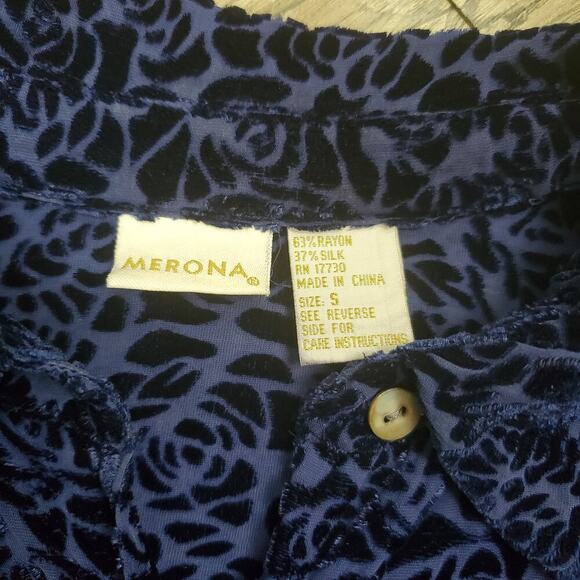 MERONA®
63% RAYON
37% SILK
RN 17730
MADE IN CHINA
SIZE: S
SEE REVERSE
SIDE FOR
CARE INSTRUCTIONS